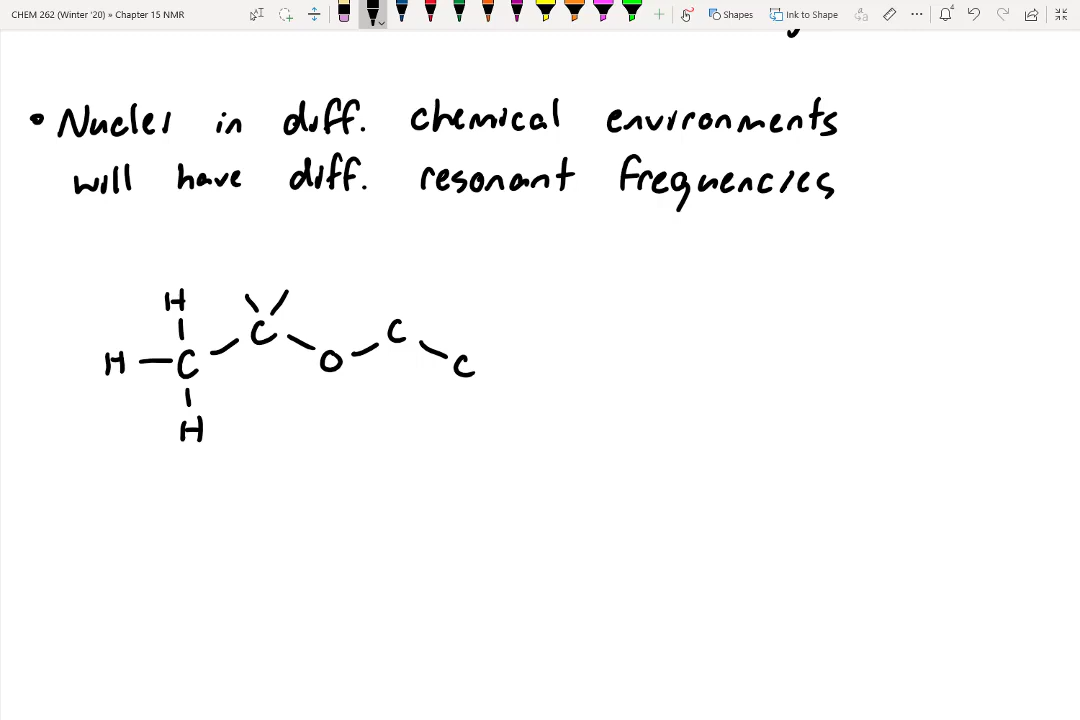 CHEM 262 (Winter '20) » Chapter 15 NMR
Shapes
Ink to Shape
4
• Nuclei in diff. chemical environments
will have diff. resonant frequencies
H
C
C
H – C
O
C
H